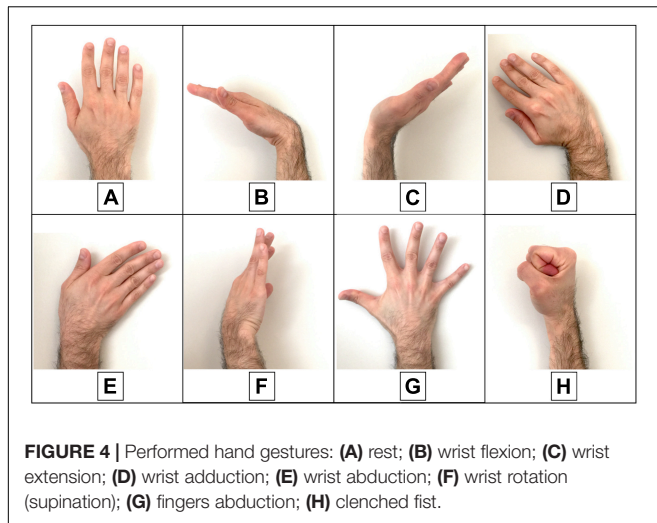 A
B
C
D
E
F
G
H
FIGURE 4 | Performed hand gestures: (A) rest; (B) wrist flexion; (C) wrist
extension; (D) wrist adduction; (E) wrist abduction; (F) wrist rotation
(supination); (G) fingers abduction; (H) clenched fist.